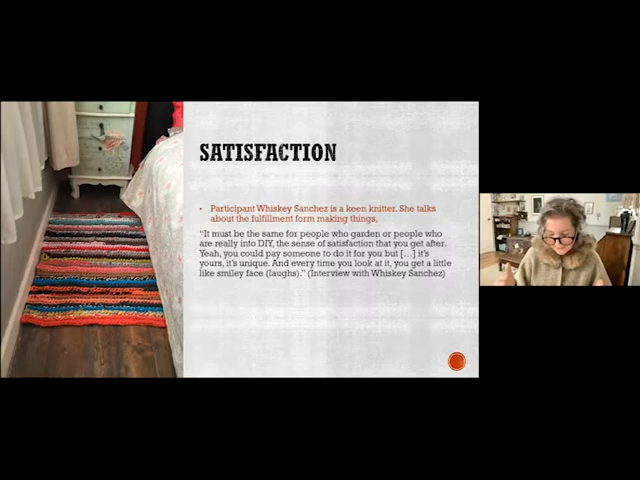 SATISFACTION
Participant Whiskey Sanchez is a keen knitter. She talks
about the fulfillment form making things,
“It must be the same for people who garden or people who
are really into DIY, the sense of satisfaction that you get after.
Yeah, you could pay someone to do it for you but […] it's
yours, it's unique. And every time you look at it, you get a little
like smiley face (laughs).” (Interview with Whiskey Sanchez)